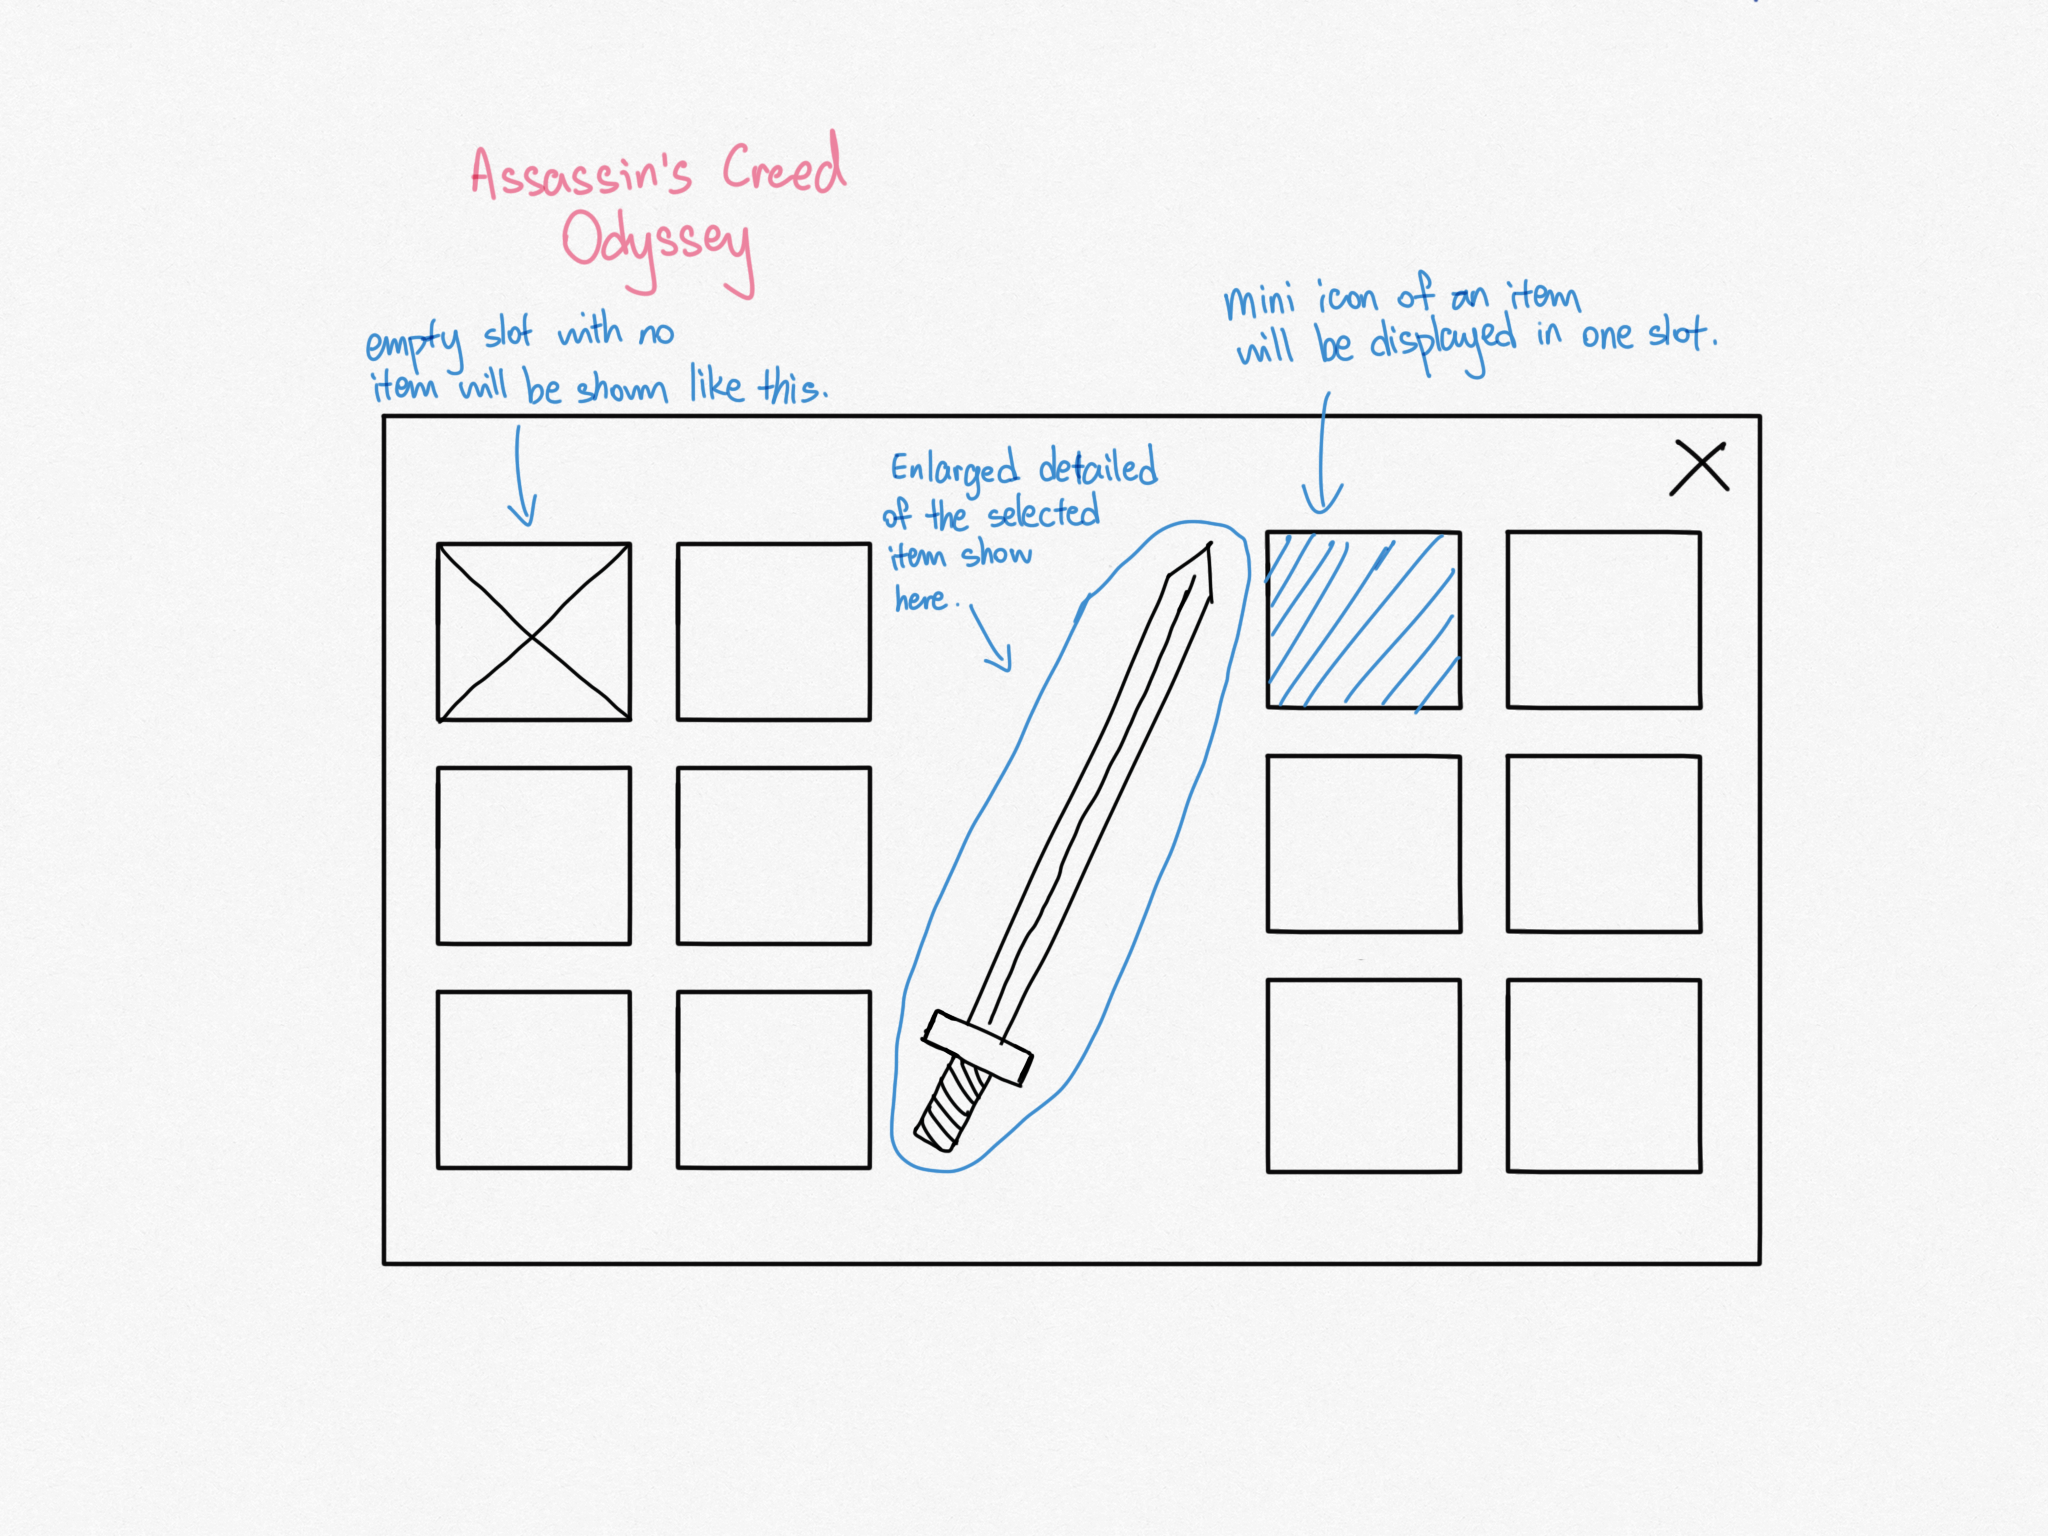 Assassin's Creed
Odyssey
empty slot with no
item will be shown like this.
mini icon of an item
will be displayed in one slot.
Enlarged detailed
of the selected
item show
here.